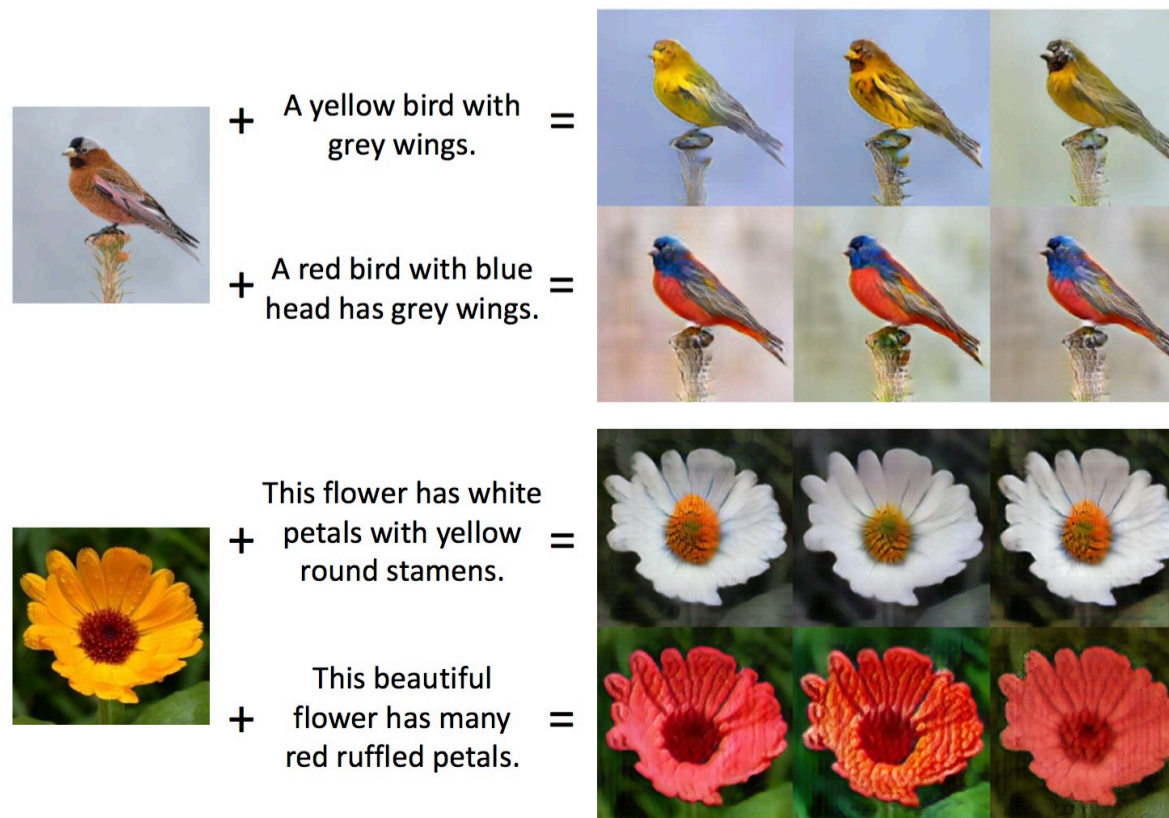 + A yellow bird with =
grey wings.
+ A red bird with blue =
head has grey wings.
This flower has white
+ petals with yellow =
round stamens.
This beautiful
+ flower has many =
red ruffled petals.